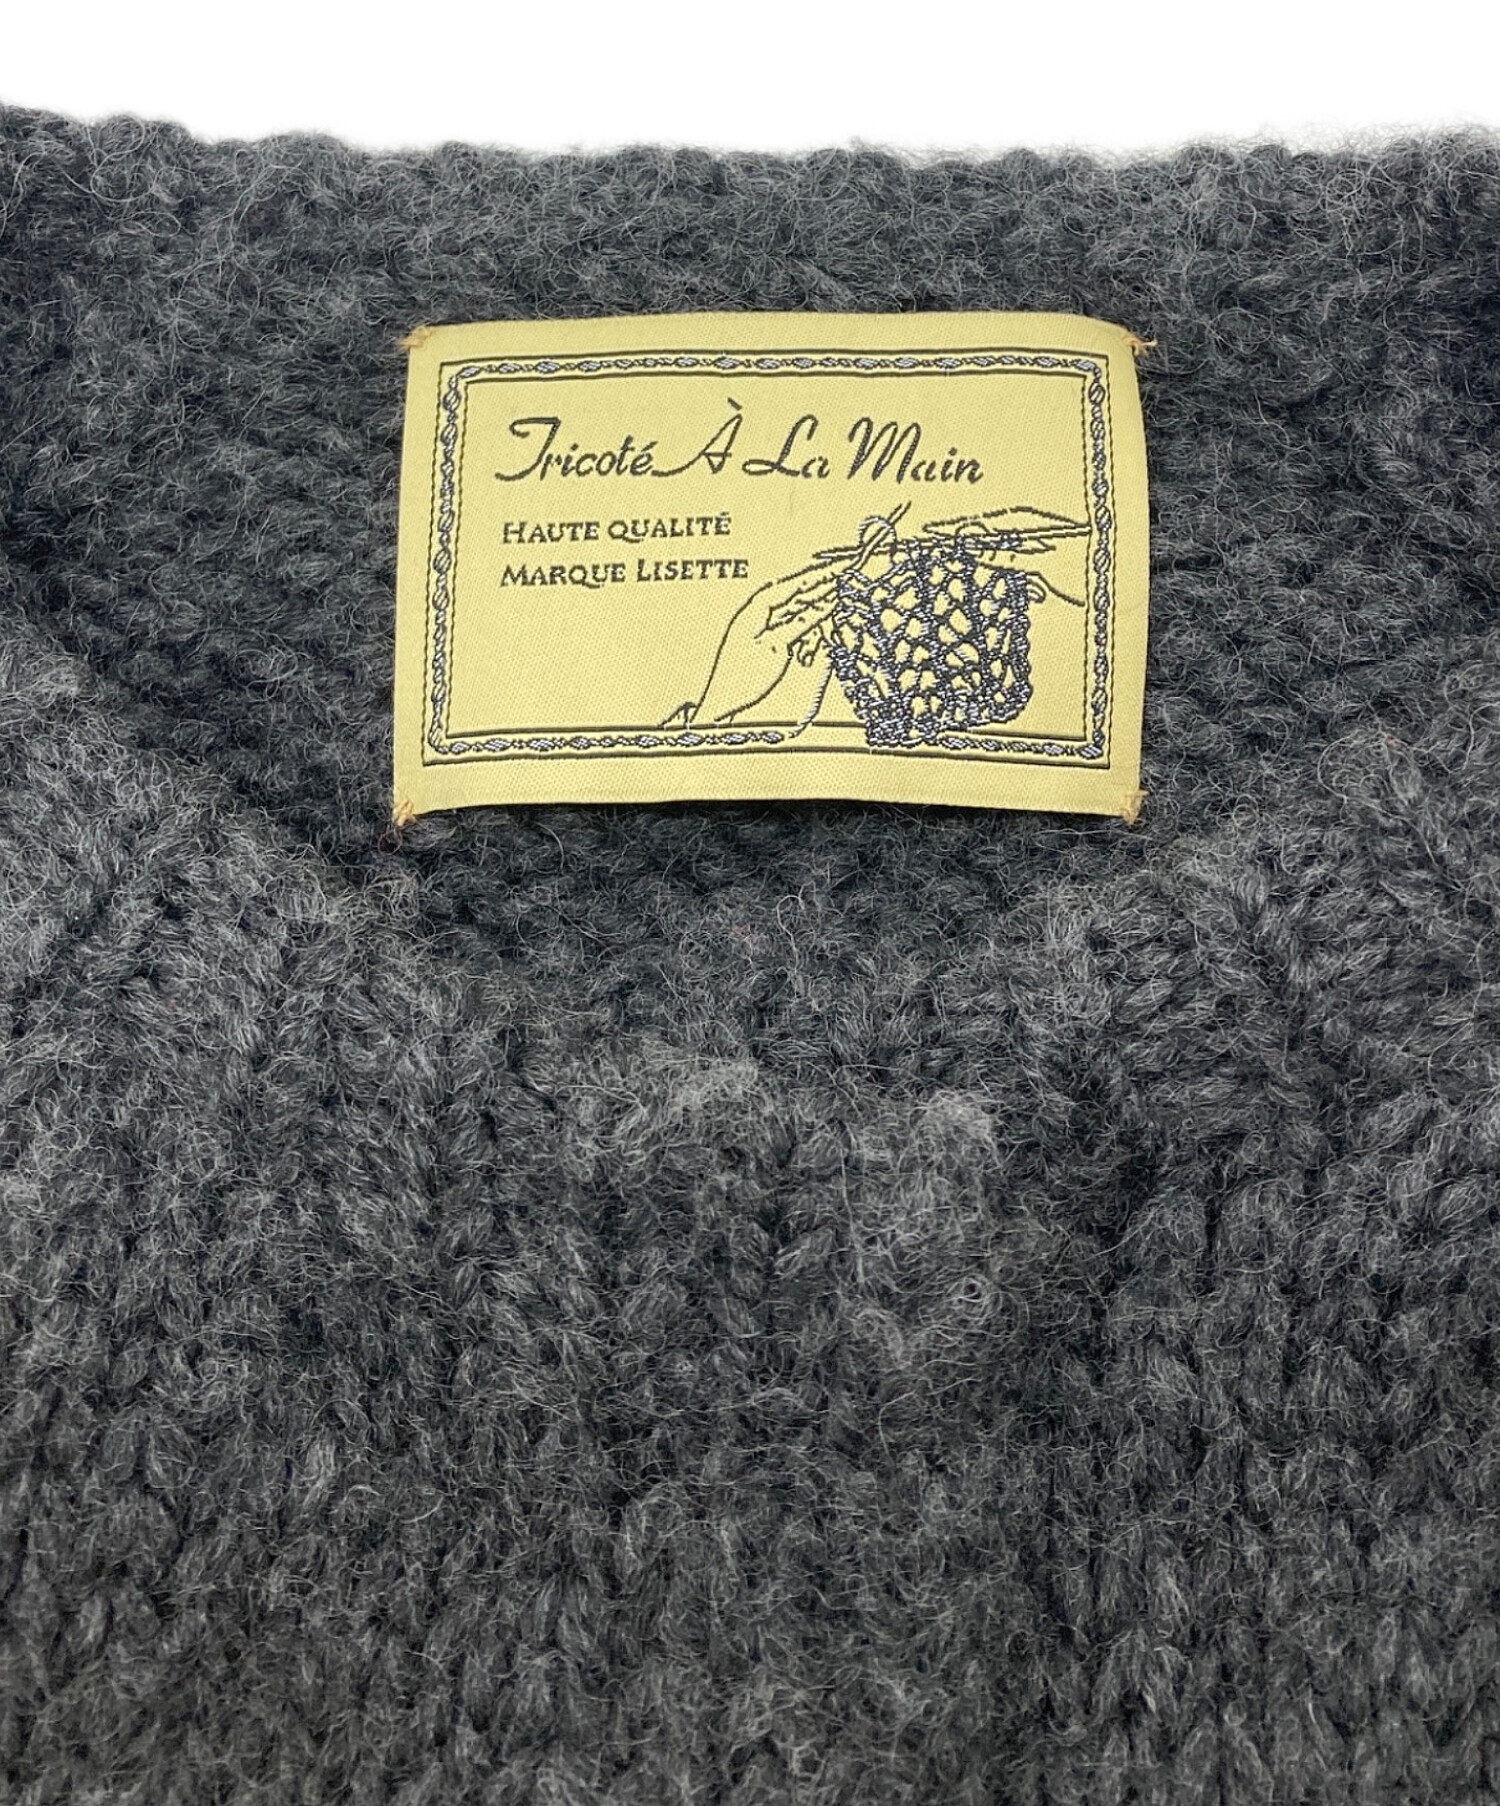 Tricoté À La Main
HAUTE QUALITÉ
MARQUE LISETTE